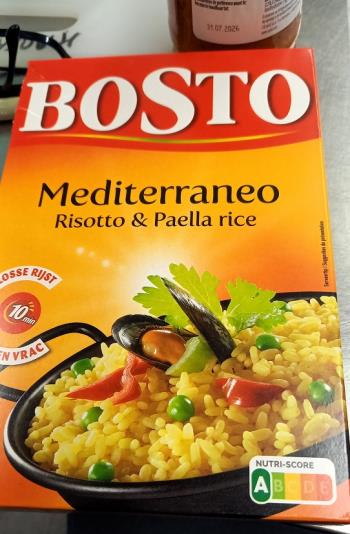 31 07 2026
BOSTO
Mediterraneo
Risotto & Paella rice
LOSSE RIJST
10 min
EN VRAC
NUTRI-SCORE
A B C D E